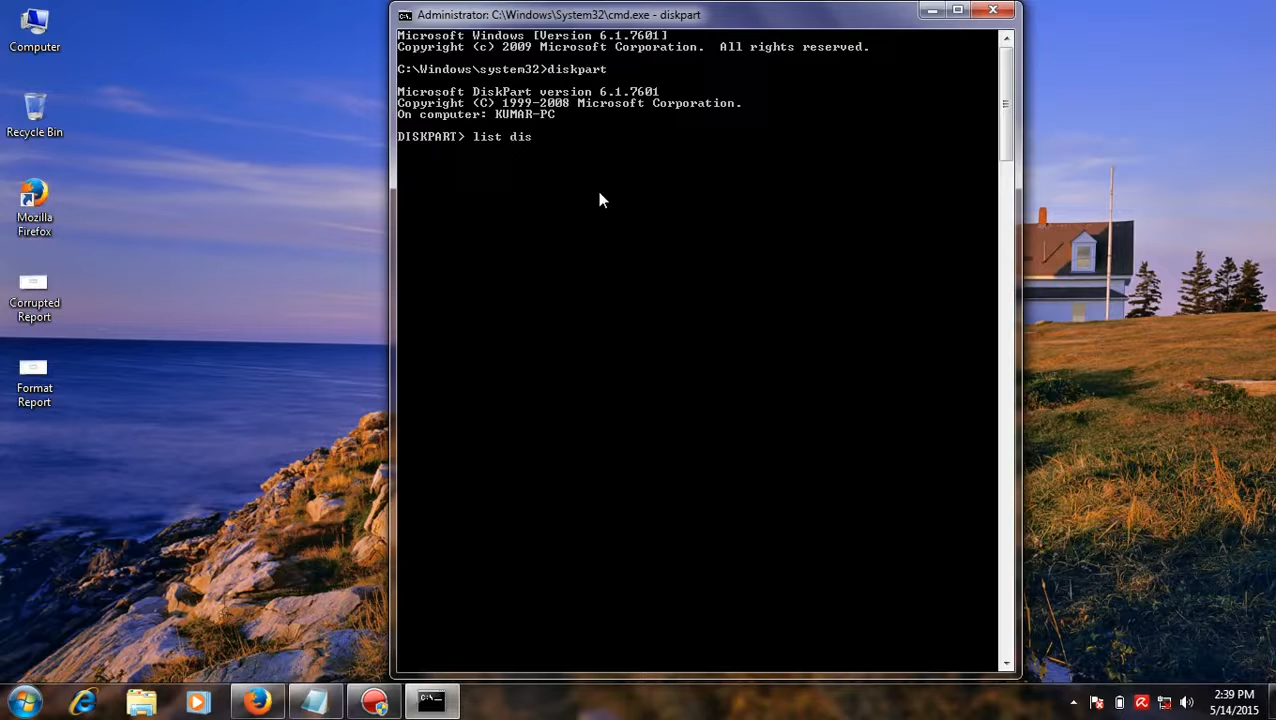 Administrator: C:\Windows\System32\cmd.exe - diskpart
Microsoft Windows [Version 6.1.7601]
Copyright (c) 2009 Microsoft Corporation.  All rights reserved.
C:\Windows\system32>diskpart
Microsoft DiskPart version 6.1.7601
Copyright (C) 1999-2008 Microsoft Corporation.
On computer: KUMAR-PC
DISKPART> list dis
Computer
Recycle Bin
Mozilla
Firefox
Corrupted
Report
Format
Report
C:\_
2:39 PM
5/14/2015